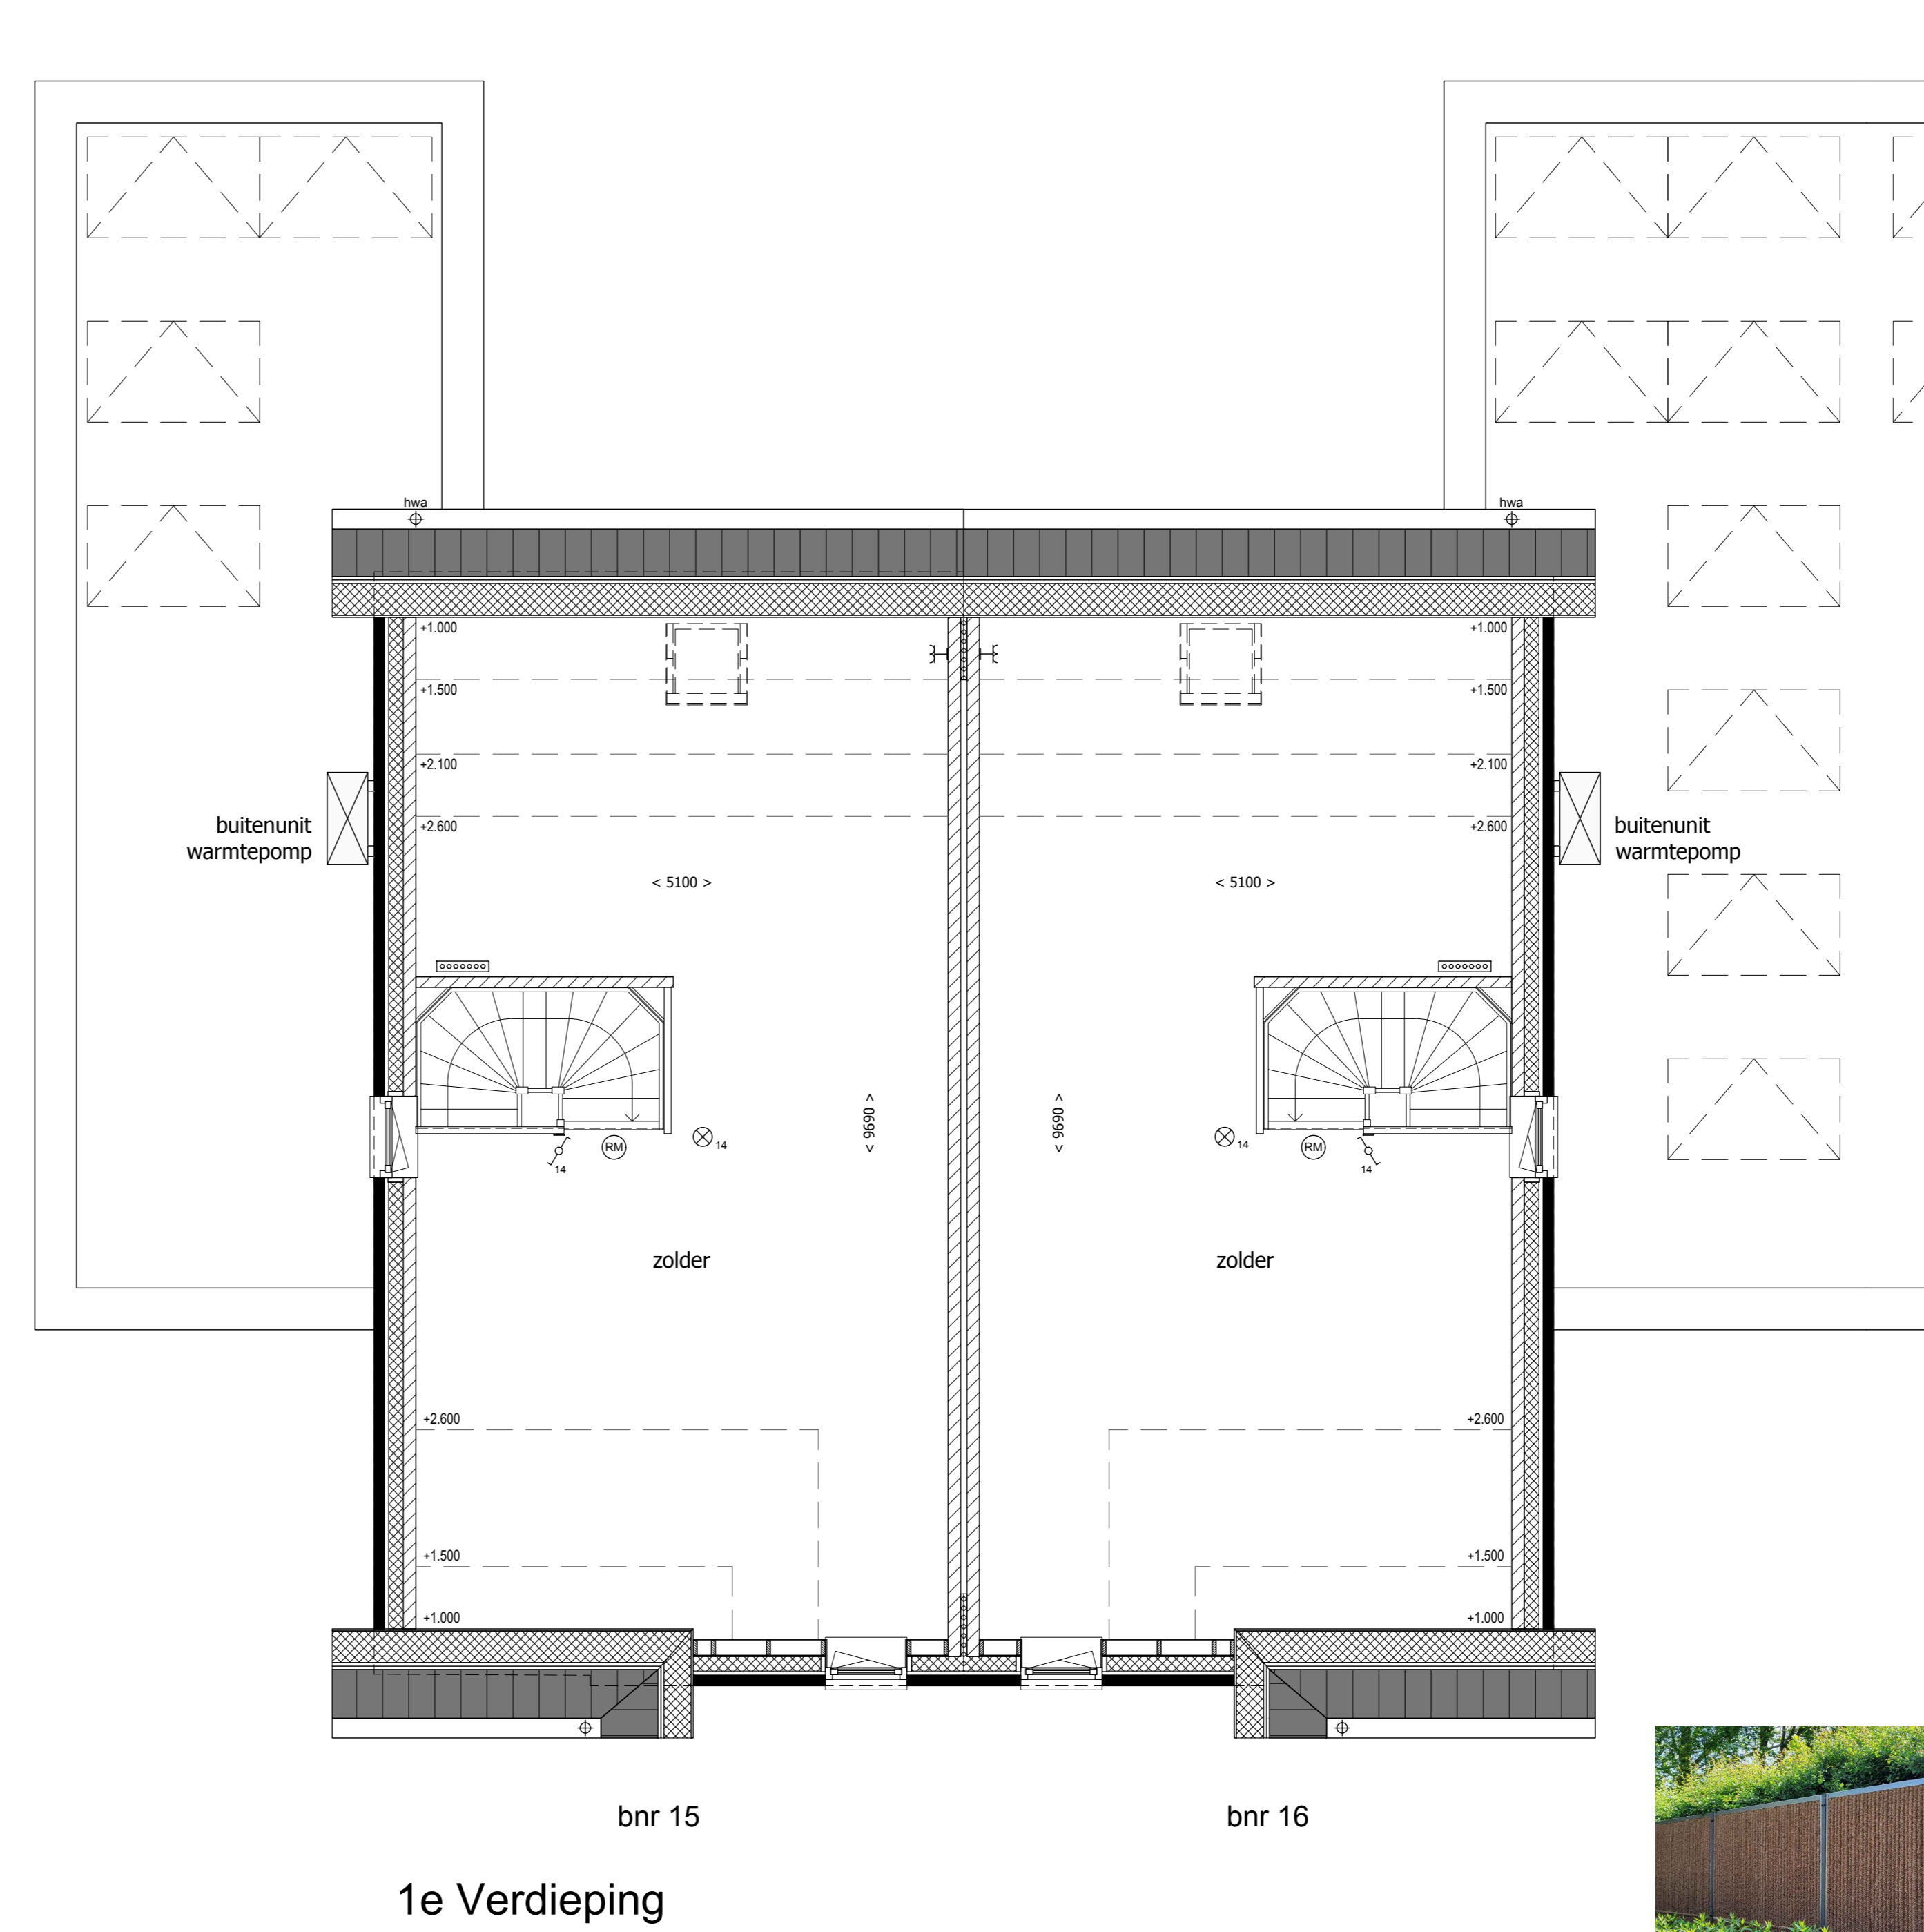 hwa
hwa
+1.000
+1.000
+1.500
+1.500
+2.100
+2.100
buitenunit
warmtepomp
+2.600
+2.600
buitenunit
warmtepomp
< 5100 >
< 5100 >
< 9690 >
< 9690 >
RM
14
14
14
RM
14
zolder
zolder
+2.600
+2.600
+1.500
+1.500
+1.000
+1.000
bnr 15
bnr 16
1e Verdieping